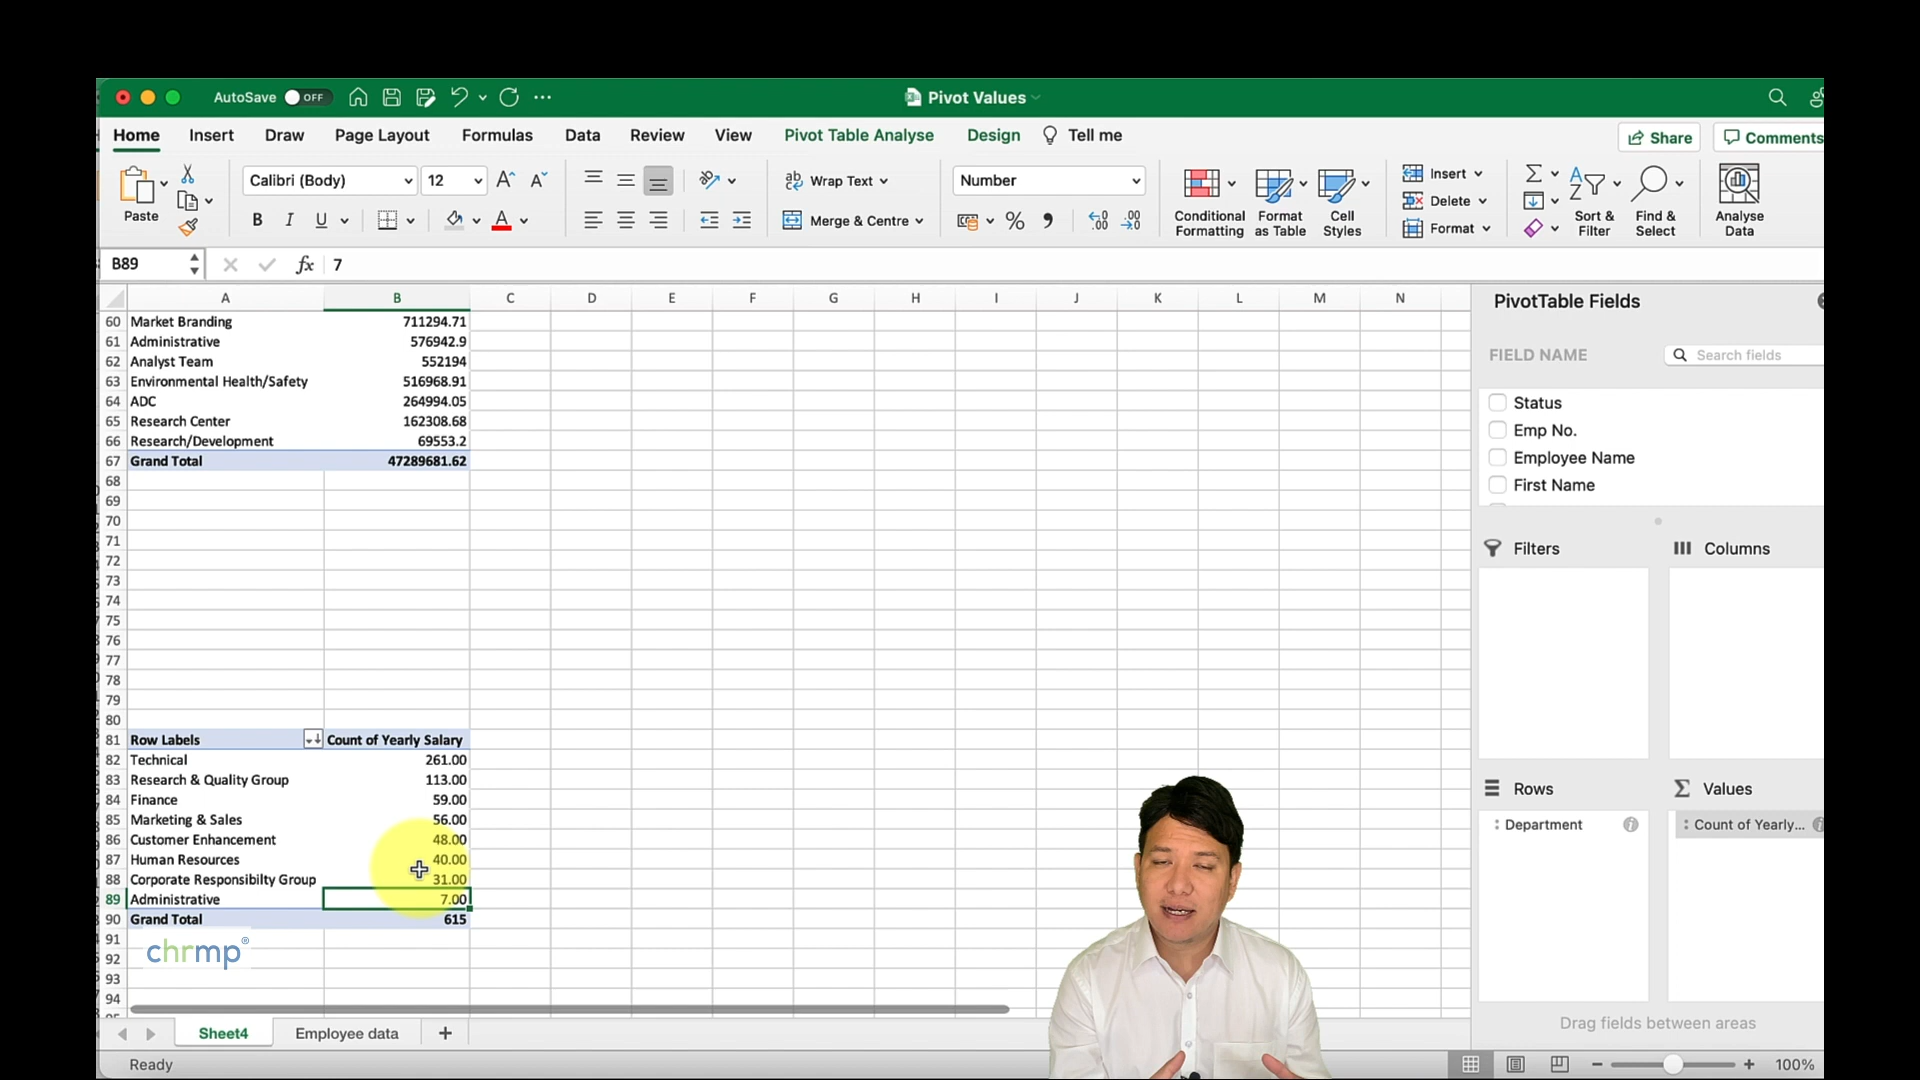 AutoSave OFF Pivot Values
Home Insert Draw Page Layout Formulas Data Review View Pivot Table Analyse Design Tell me Share Comments
Paste
Calibri (Body) 12
B I U A
ab Wrap Text
Merge & Centre
Number
% .00
Conditional Formatting
Format as Table
Cell Styles
Insert
Delete
Format
Sort & Filter
Find & Select
Analyse Data
B89 fx 7
A B C D E F G H I J K L M N
60 Market Branding 711294.71
61 Administrative 576942.9
62 Analyst Team 552194
63 Environmental Health/Safety 516968.91
64 ADC 264994.05
65 Research Center 162308.68
66 Research/Development 69553.2
67 Grand Total 47289681.62
68
69
70
71
72
73
74
75
76
77
78
79
80
81 Row Labels Count of Yearly Salary
82 Technical 261.00
83 Research & Quality Group 113.00
84 Finance 59.00
85 Marketing & Sales 56.00
86 Customer Enhancement 48.00
87 Human Resources 40.00
88 Corporate Responsibilty Group 31.00
89 Administrative 7.00
90 Grand Total 615
91
92
93
94
chrmp®
PivotTable Fields
FIELD NAME Search fields
Status
Emp No.
Employee Name
First Name
Filters Columns
Rows Values
Department Count of Yearly...
Drag fields between areas
Sheet4 Employee data +
Ready 100%